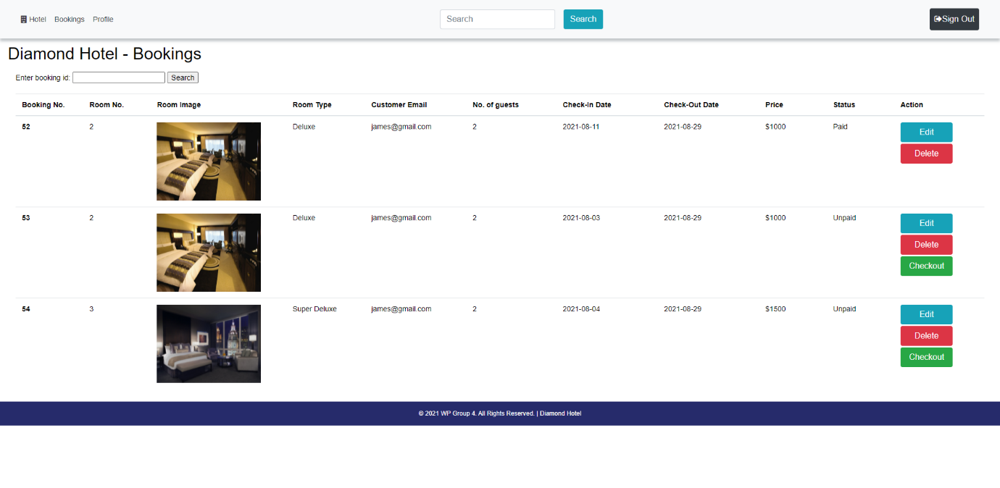 Hotel Bookings Profile Search Search Sign Out
Diamond Hotel - Bookings
Enter booking id: Search
Booking No. Room No. Room Image Room Type Customer Email No. of guests Check-In Date Check-Out Date Price Status Action
52 2 Deluxe james@gmail.com 2 2021-08-11 2021-08-29 $1000 Paid Edit
Delete
53 2 Deluxe james@gmail.com 2 2021-08-03 2021-08-29 $1000 Unpaid Edit
Delete
Checkout
54 3 Super Deluxe james@gmail.com 2 2021-08-04 2021-08-29 $1500 Unpaid Edit
Delete
Checkout
© 2021 WP Group 4. All Rights Reserved. | Diamond Hotel